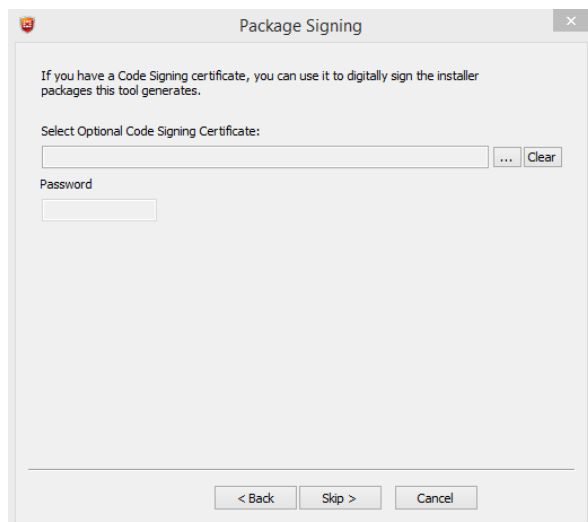 Package Signing
If you have a Code Signing certificate, you can use it to digitally sign the installer
packages this tool generates.
Select Optional Code Signing Certificate:
... Clear
Password
< Back Skip > Cancel